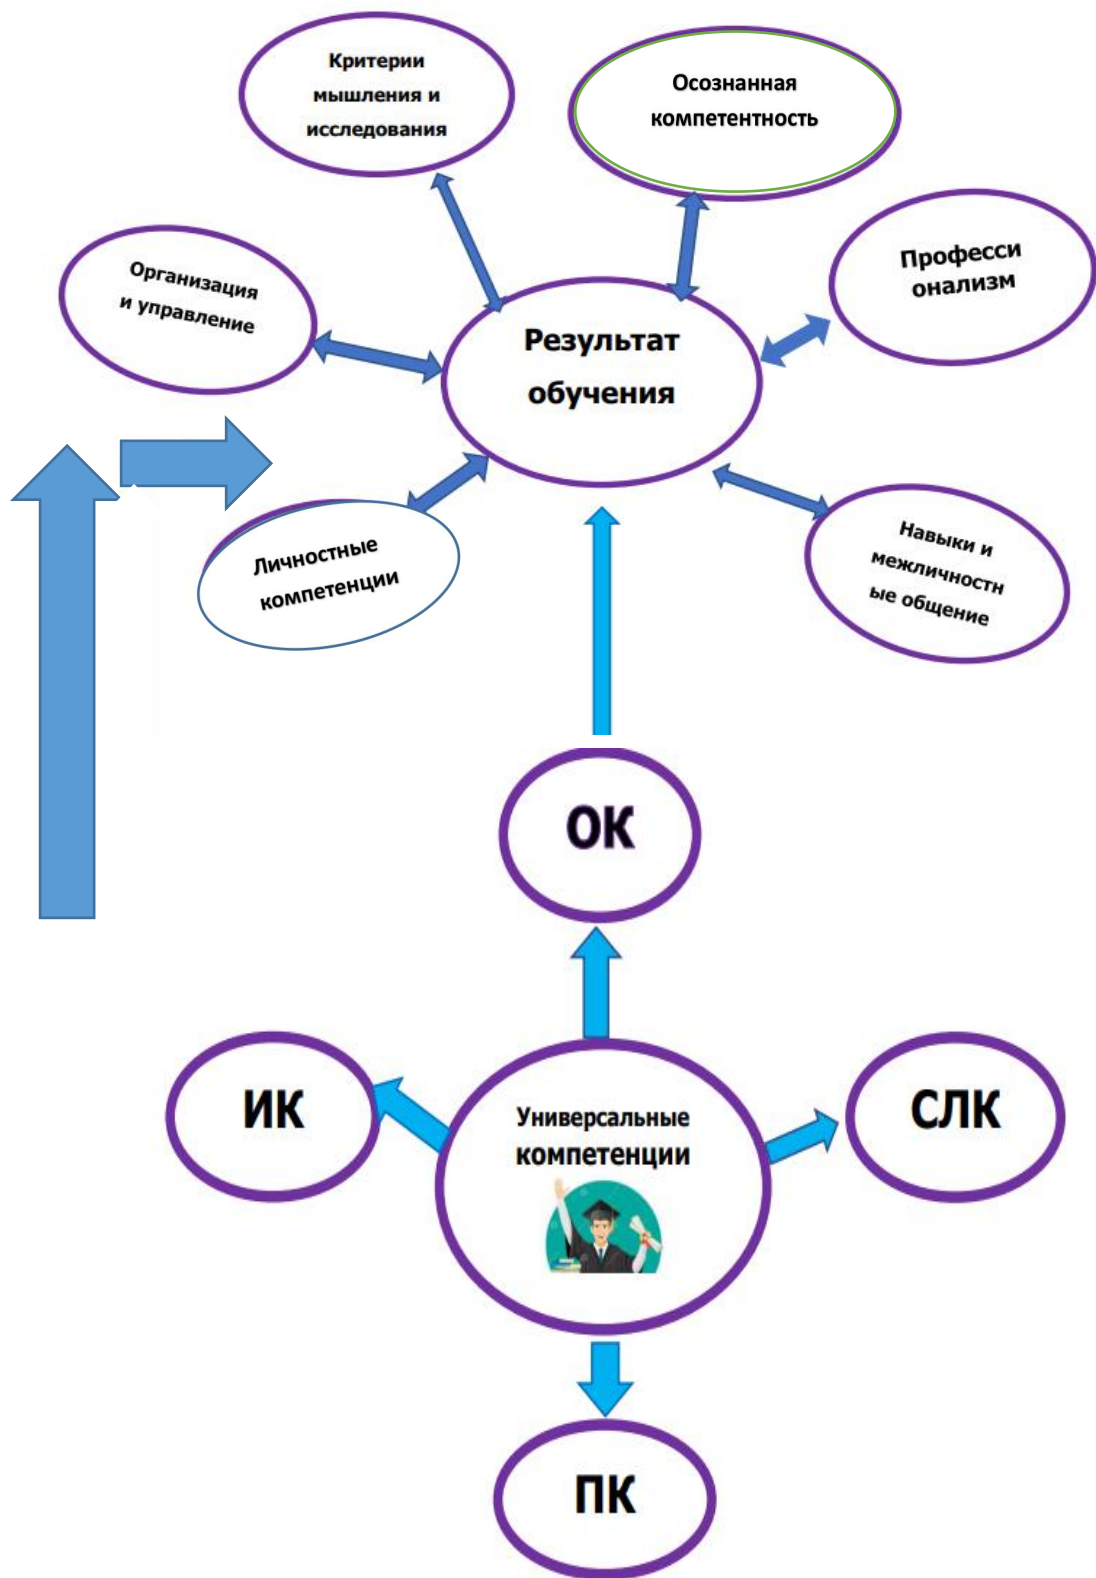 Критерии
мышления и
исследования
Осознанная
компетентность
Организация
и управление
Професси
онализм
Результат
обучения
Личностные
компетенции
Навыки и
межличностн
ые общение
ОК
ИК
Универсальные
компетенции
СЛК
ПК